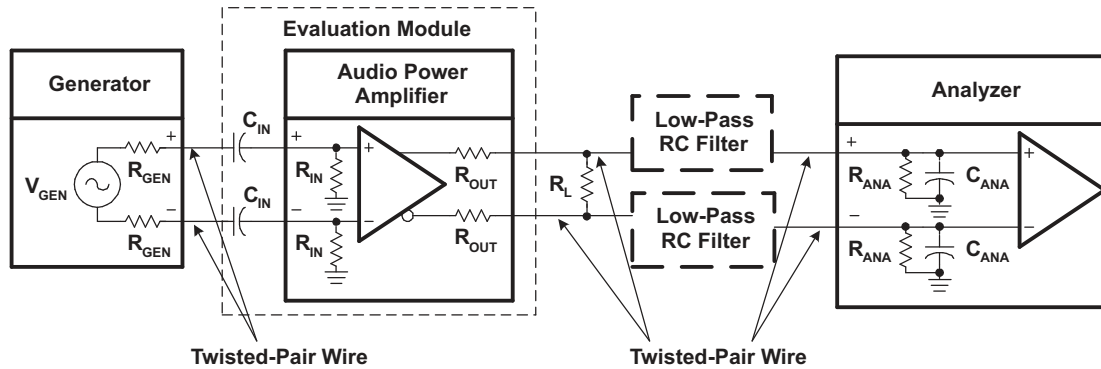 Evaluation Module
Generator
Audio Power
Amplifier
Analyzer
Low-Pass
RC Filter
Low-Pass
RC Filter
V_GEN
R_GEN
R_GEN
+
−
C_IN
C_IN
+
−
R_IN
R_IN
+
−
R_OUT
R_OUT
R_L
+
−
R_ANA
R_ANA
C_ANA
C_ANA
+
−
Twisted-Pair Wire
Twisted-Pair Wire